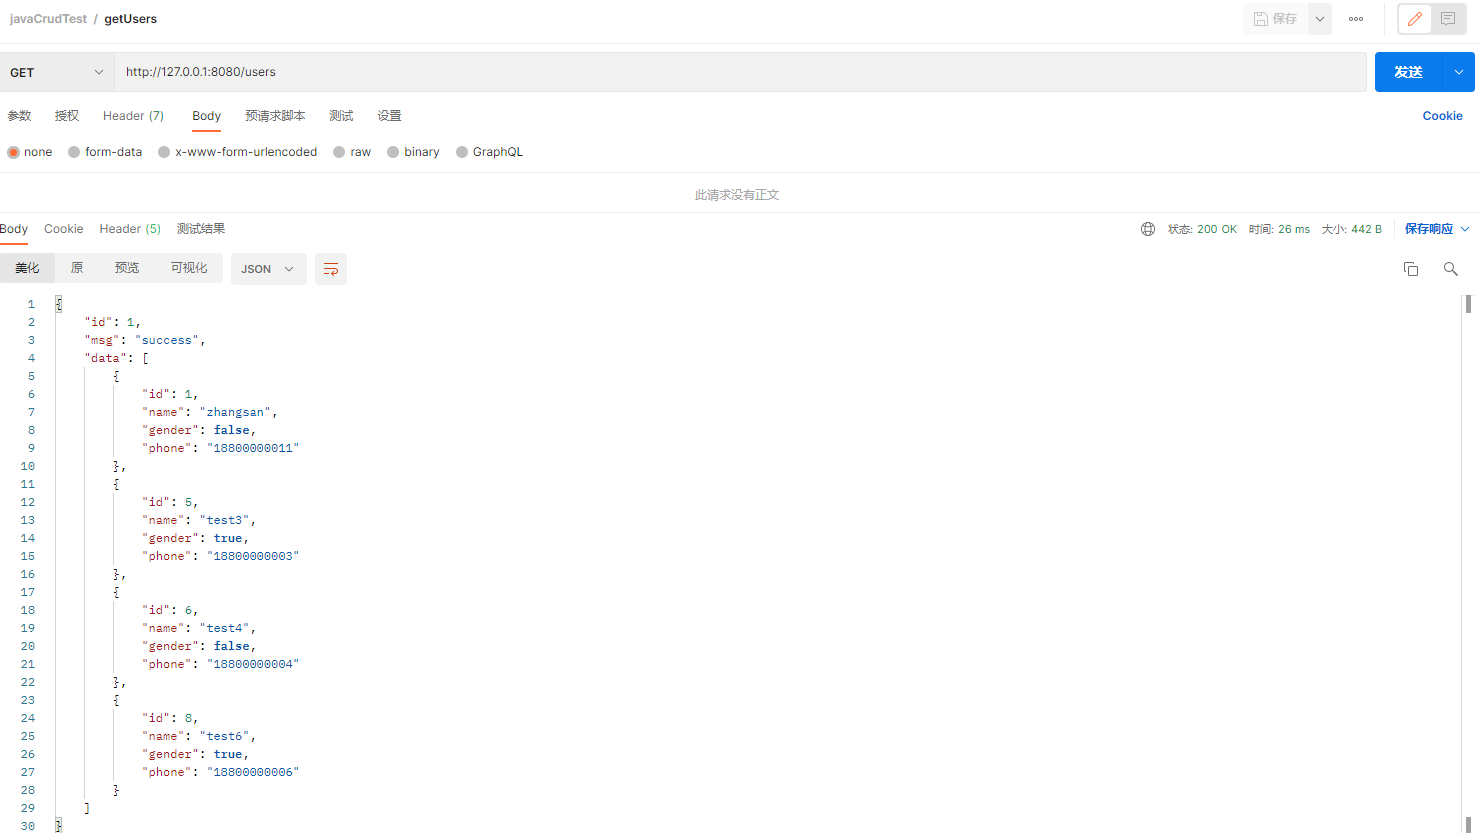 javaCrudTest / getUsers
保存
GET http://127.0.0.1:8080/users 发送
参数 授权 Header (7) Body 预请求脚本 测试 设置 Cookie
none form-data x-www-form-urlencoded raw binary GraphQL
此请求没有正文
Body Cookie Header (5) 测试结果 状态: 200 OK 时间: 26 ms 大小: 442 B 保存响应
美化 原 预览 可视化 JSON
1 {
2 "id": 1,
3 "msg": "success",
4 "data": [
5 {
6 "id": 1,
7 "name": "zhangsan",
8 "gender": false,
9 "phone": "18800000011"
10 },
11 {
12 "id": 5,
13 "name": "test3",
14 "gender": true,
15 "phone": "18800000003"
16 },
17 {
18 "id": 6,
19 "name": "test4",
20 "gender": false,
21 "phone": "18800000004"
22 },
23 {
24 "id": 8,
25 "name": "test6",
26 "gender": true,
27 "phone": "18800000006"
28 }
29 ]
30 }